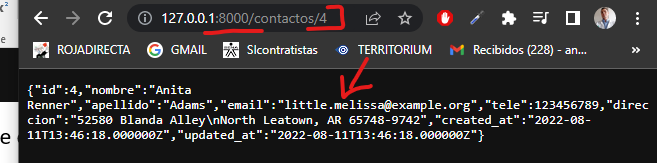 127.0.0.1:8000/contactos/4
ROJADIRECTA GMAIL SIcontratistas TERRITORIUM Recibidos (228) - an...
{"id":4,"nombre":"Anita
Renner","apellido":"Adams","email":"little.melissa@example.org","tele":123456789,"direc
cion":"52580 Blanda Alley\nNorth Leatown, AR 65748-9742","created_at":"2022-08-
11T13:46:18.000000Z","updated_at":"2022-08-11T13:46:18.000000Z"}